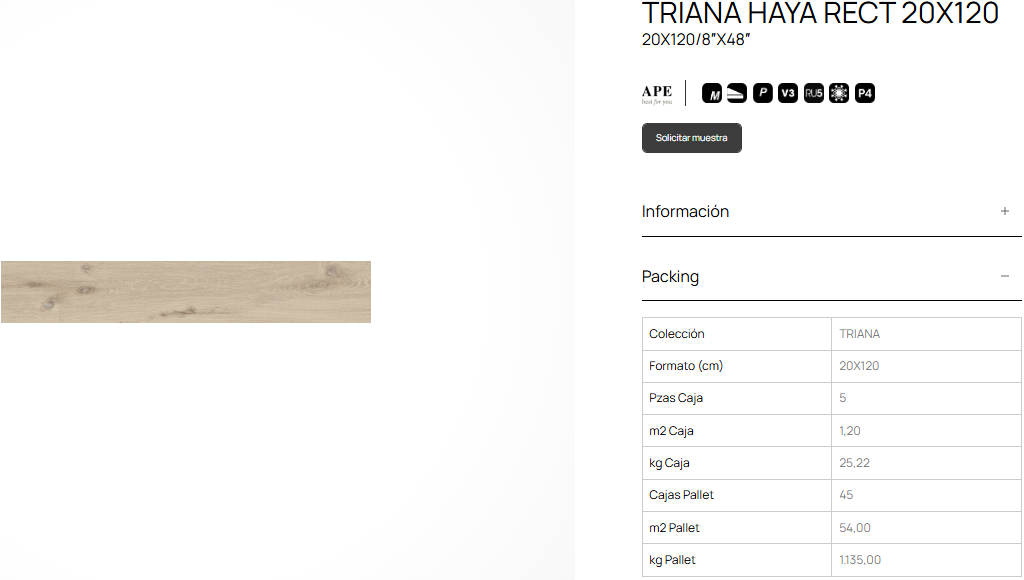 TRIANA HAYA RECT 20X120
20X120/8″X48″
APE
best for you
M
P
V3
RU5
P4
Solicitar muestra
Información +
Packing −
Colección TRIANA
Formato (cm) 20X120
Pzas Caja 5
m2 Caja 1,20
kg Caja 25,22
Cajas Pallet 45
m2 Pallet 54,00
kg Pallet 1.135,00